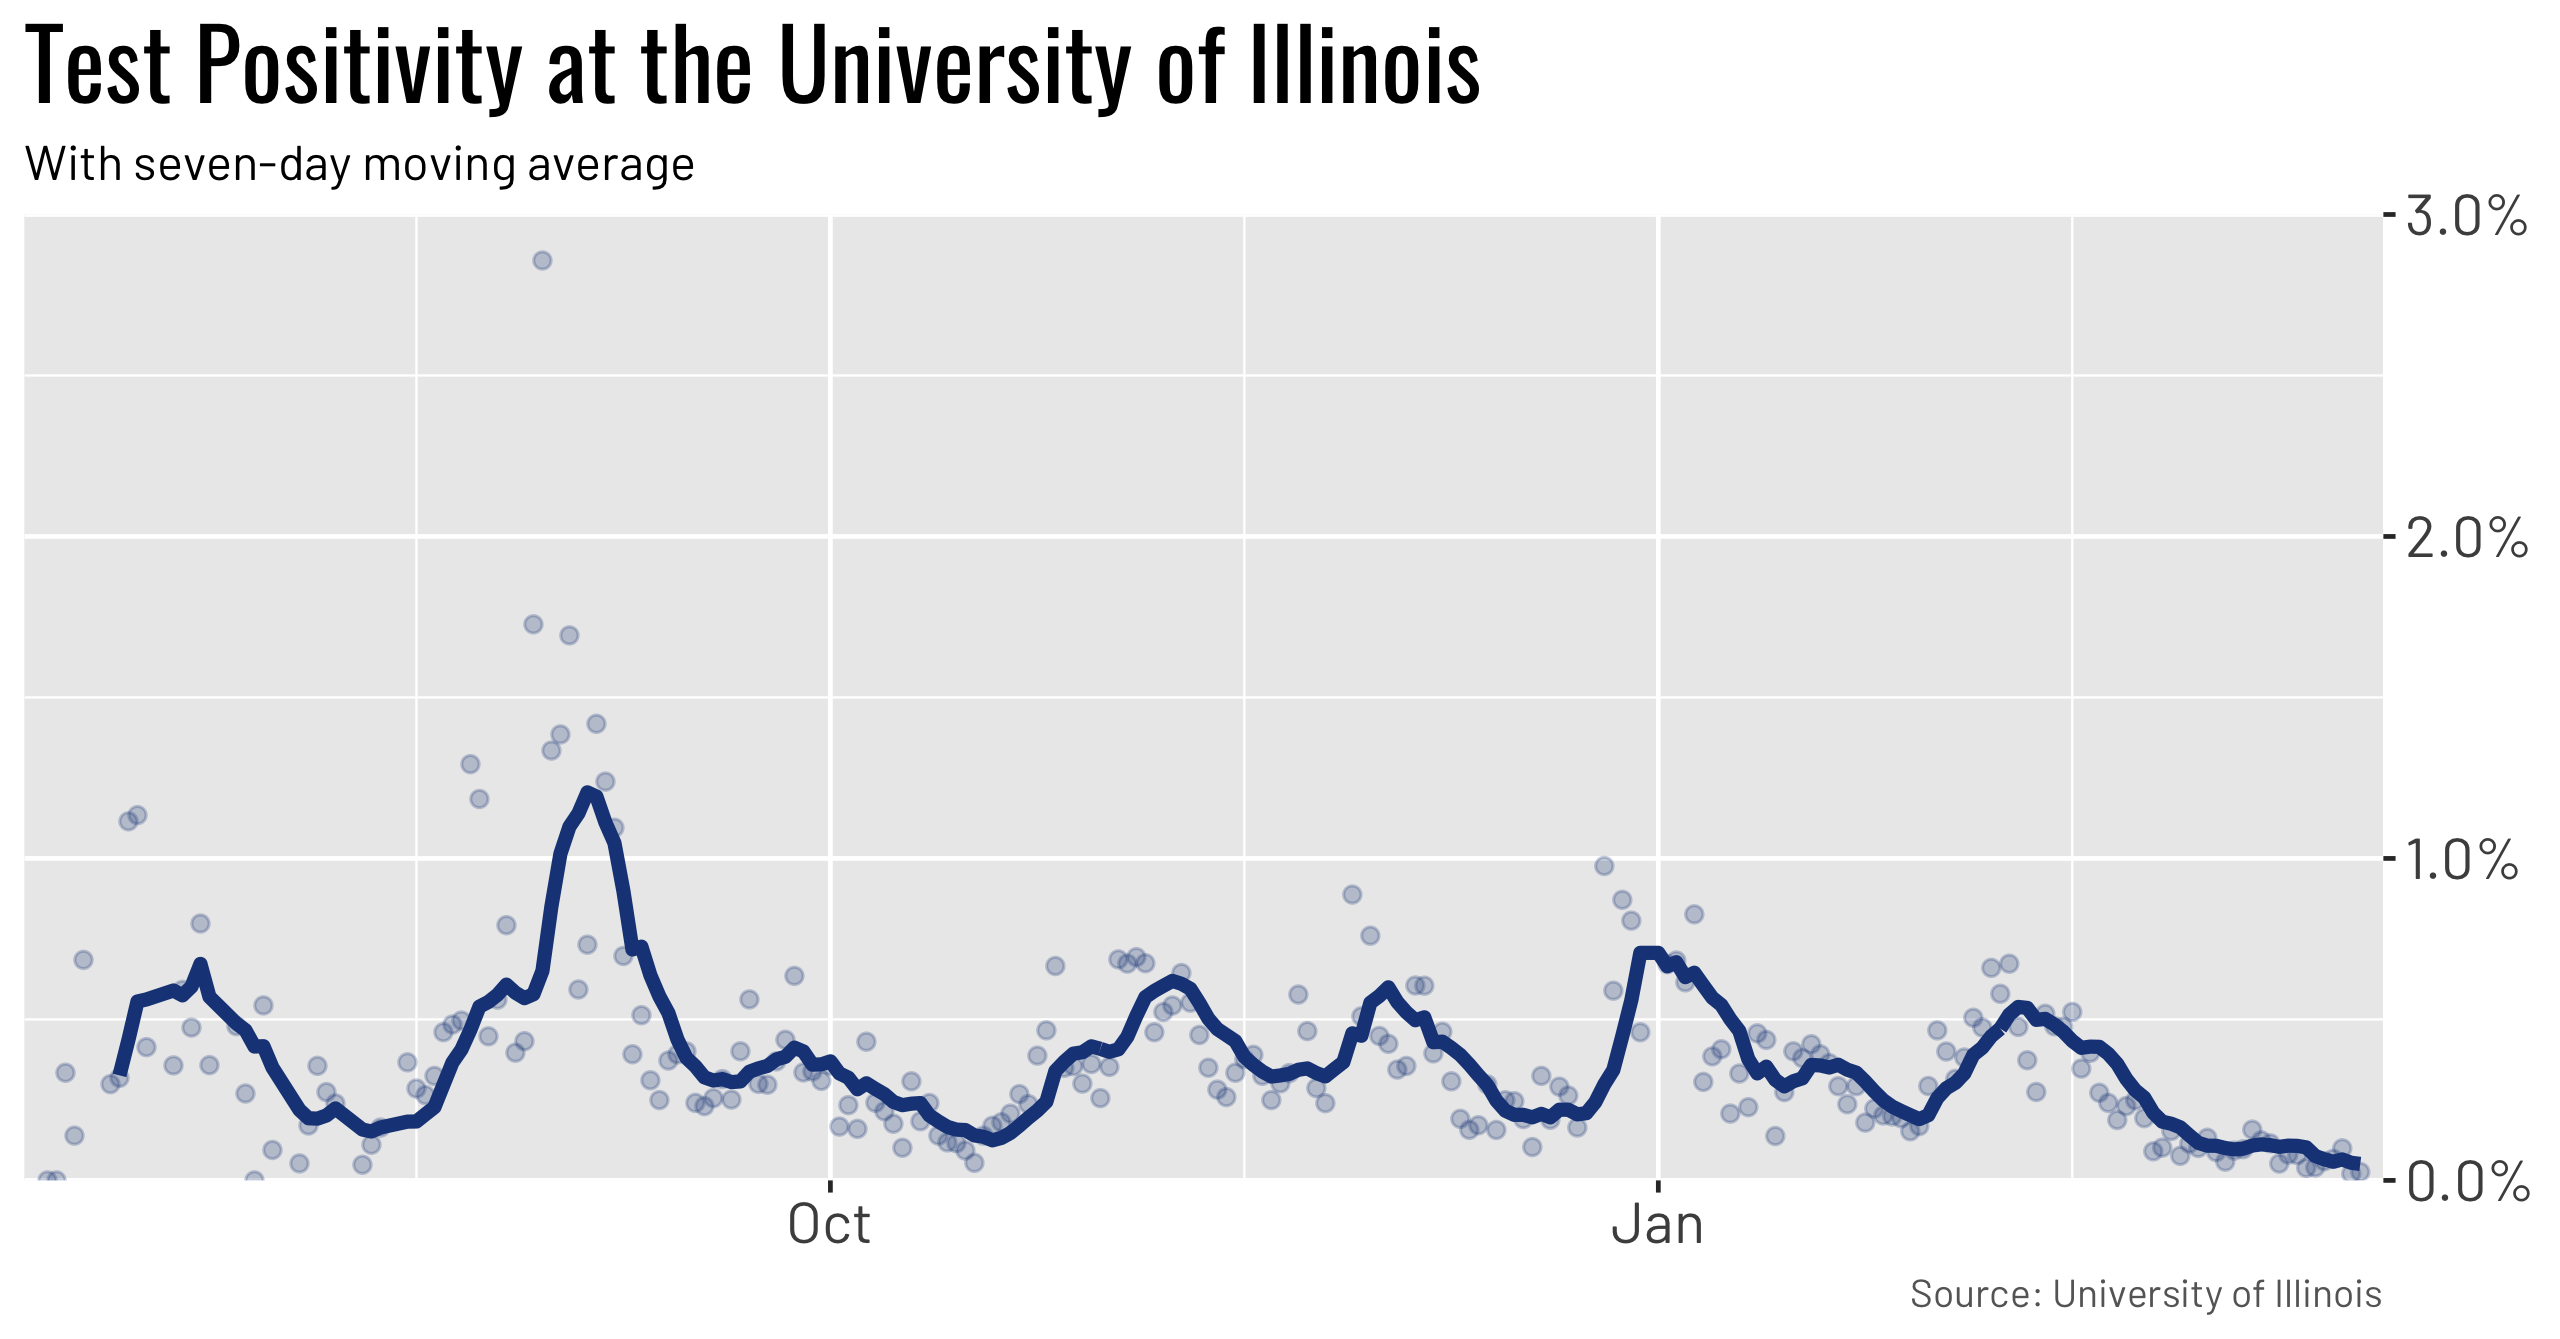 Test Positivity at the University of Illinois
With seven-day moving average
3.0%
2.0%
1.0%
0.0%
Oct
Jan
Source: University of Illinois